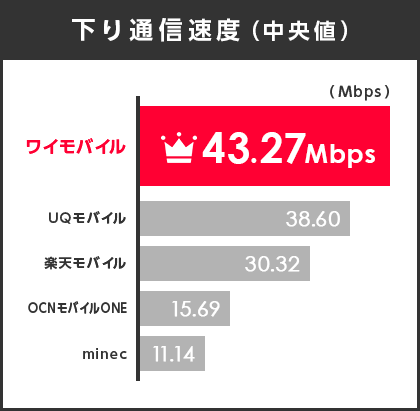 下り通信速度(中央値)
(Mbps)
ワイモバイル 43.27Mbps
UQモバイル 38.60
楽天モバイル 30.32
OCNモバイルONE 15.69
minec 11.14